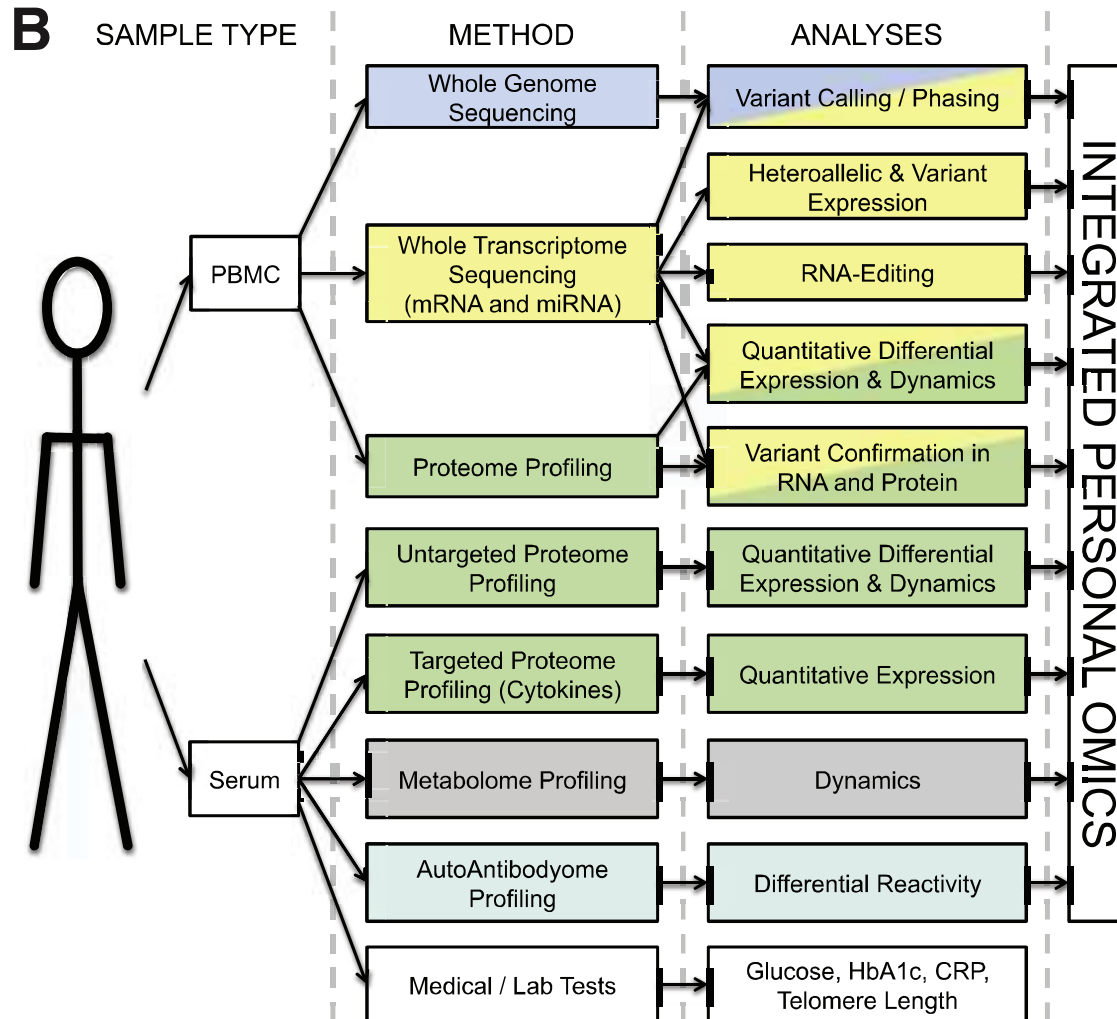 B
SAMPLE TYPE
METHOD
ANALYSES
Whole Genome
Sequencing
Variant Calling / Phasing
Heteroallelic & Variant
Expression
PBMC
Whole Transcriptome
Sequencing
(mRNA and miRNA)
RNA-Editing
Quantitative Differential
Expression & Dynamics
Proteome Profiling
Variant Confirmation in
RNA and Protein
Untargeted Proteome
Profiling
Quantitative Differential
Expression & Dynamics
Targeted Proteome
Profiling (Cytokines)
Quantitative Expression
Serum
Metabolome Profiling
Dynamics
AutoAntibodyome
Profiling
Differential Reactivity
Medical / Lab Tests
Glucose, HbA1c, CRP,
Telomere Length
INTEGRATED PERSONAL OMICS